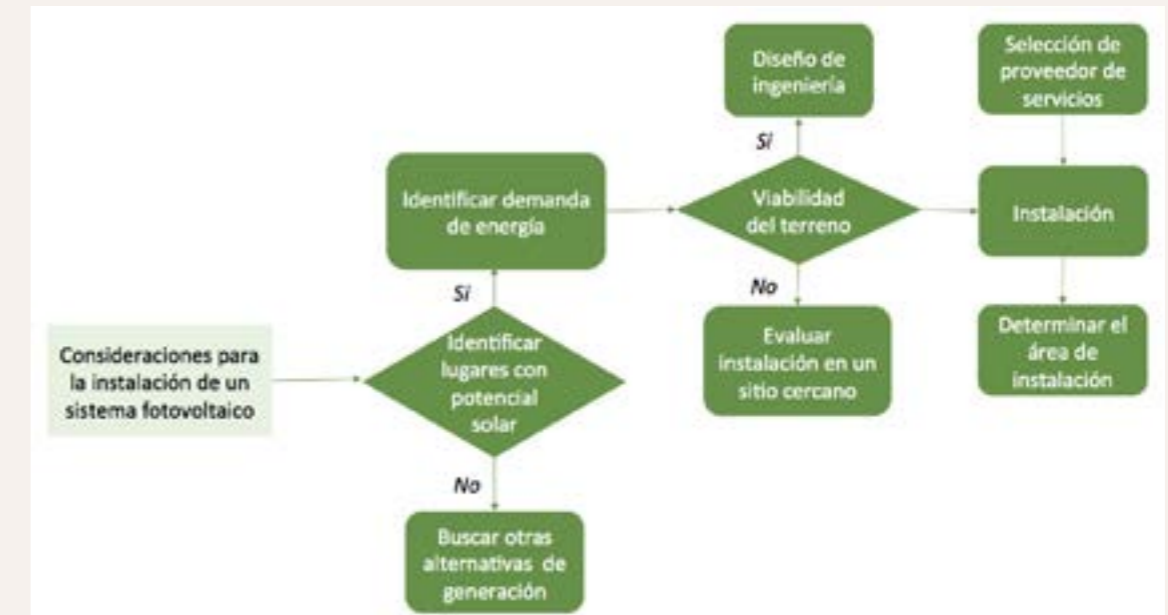 Diseño de
ingeniería
Selección de
proveedor de
servicios
Sí
Identificar demanda
de energía
Viabilidad
del terreno
Instalación
Sí
No
Consideraciones para
la instalación de un
sistema fotovoltaico
Identificar
lugares con
potencial
solar
Evaluar
instalación en un
sitio cercano
Determinar el
área de
instalación
No
Buscar otras
alternativas de
generación